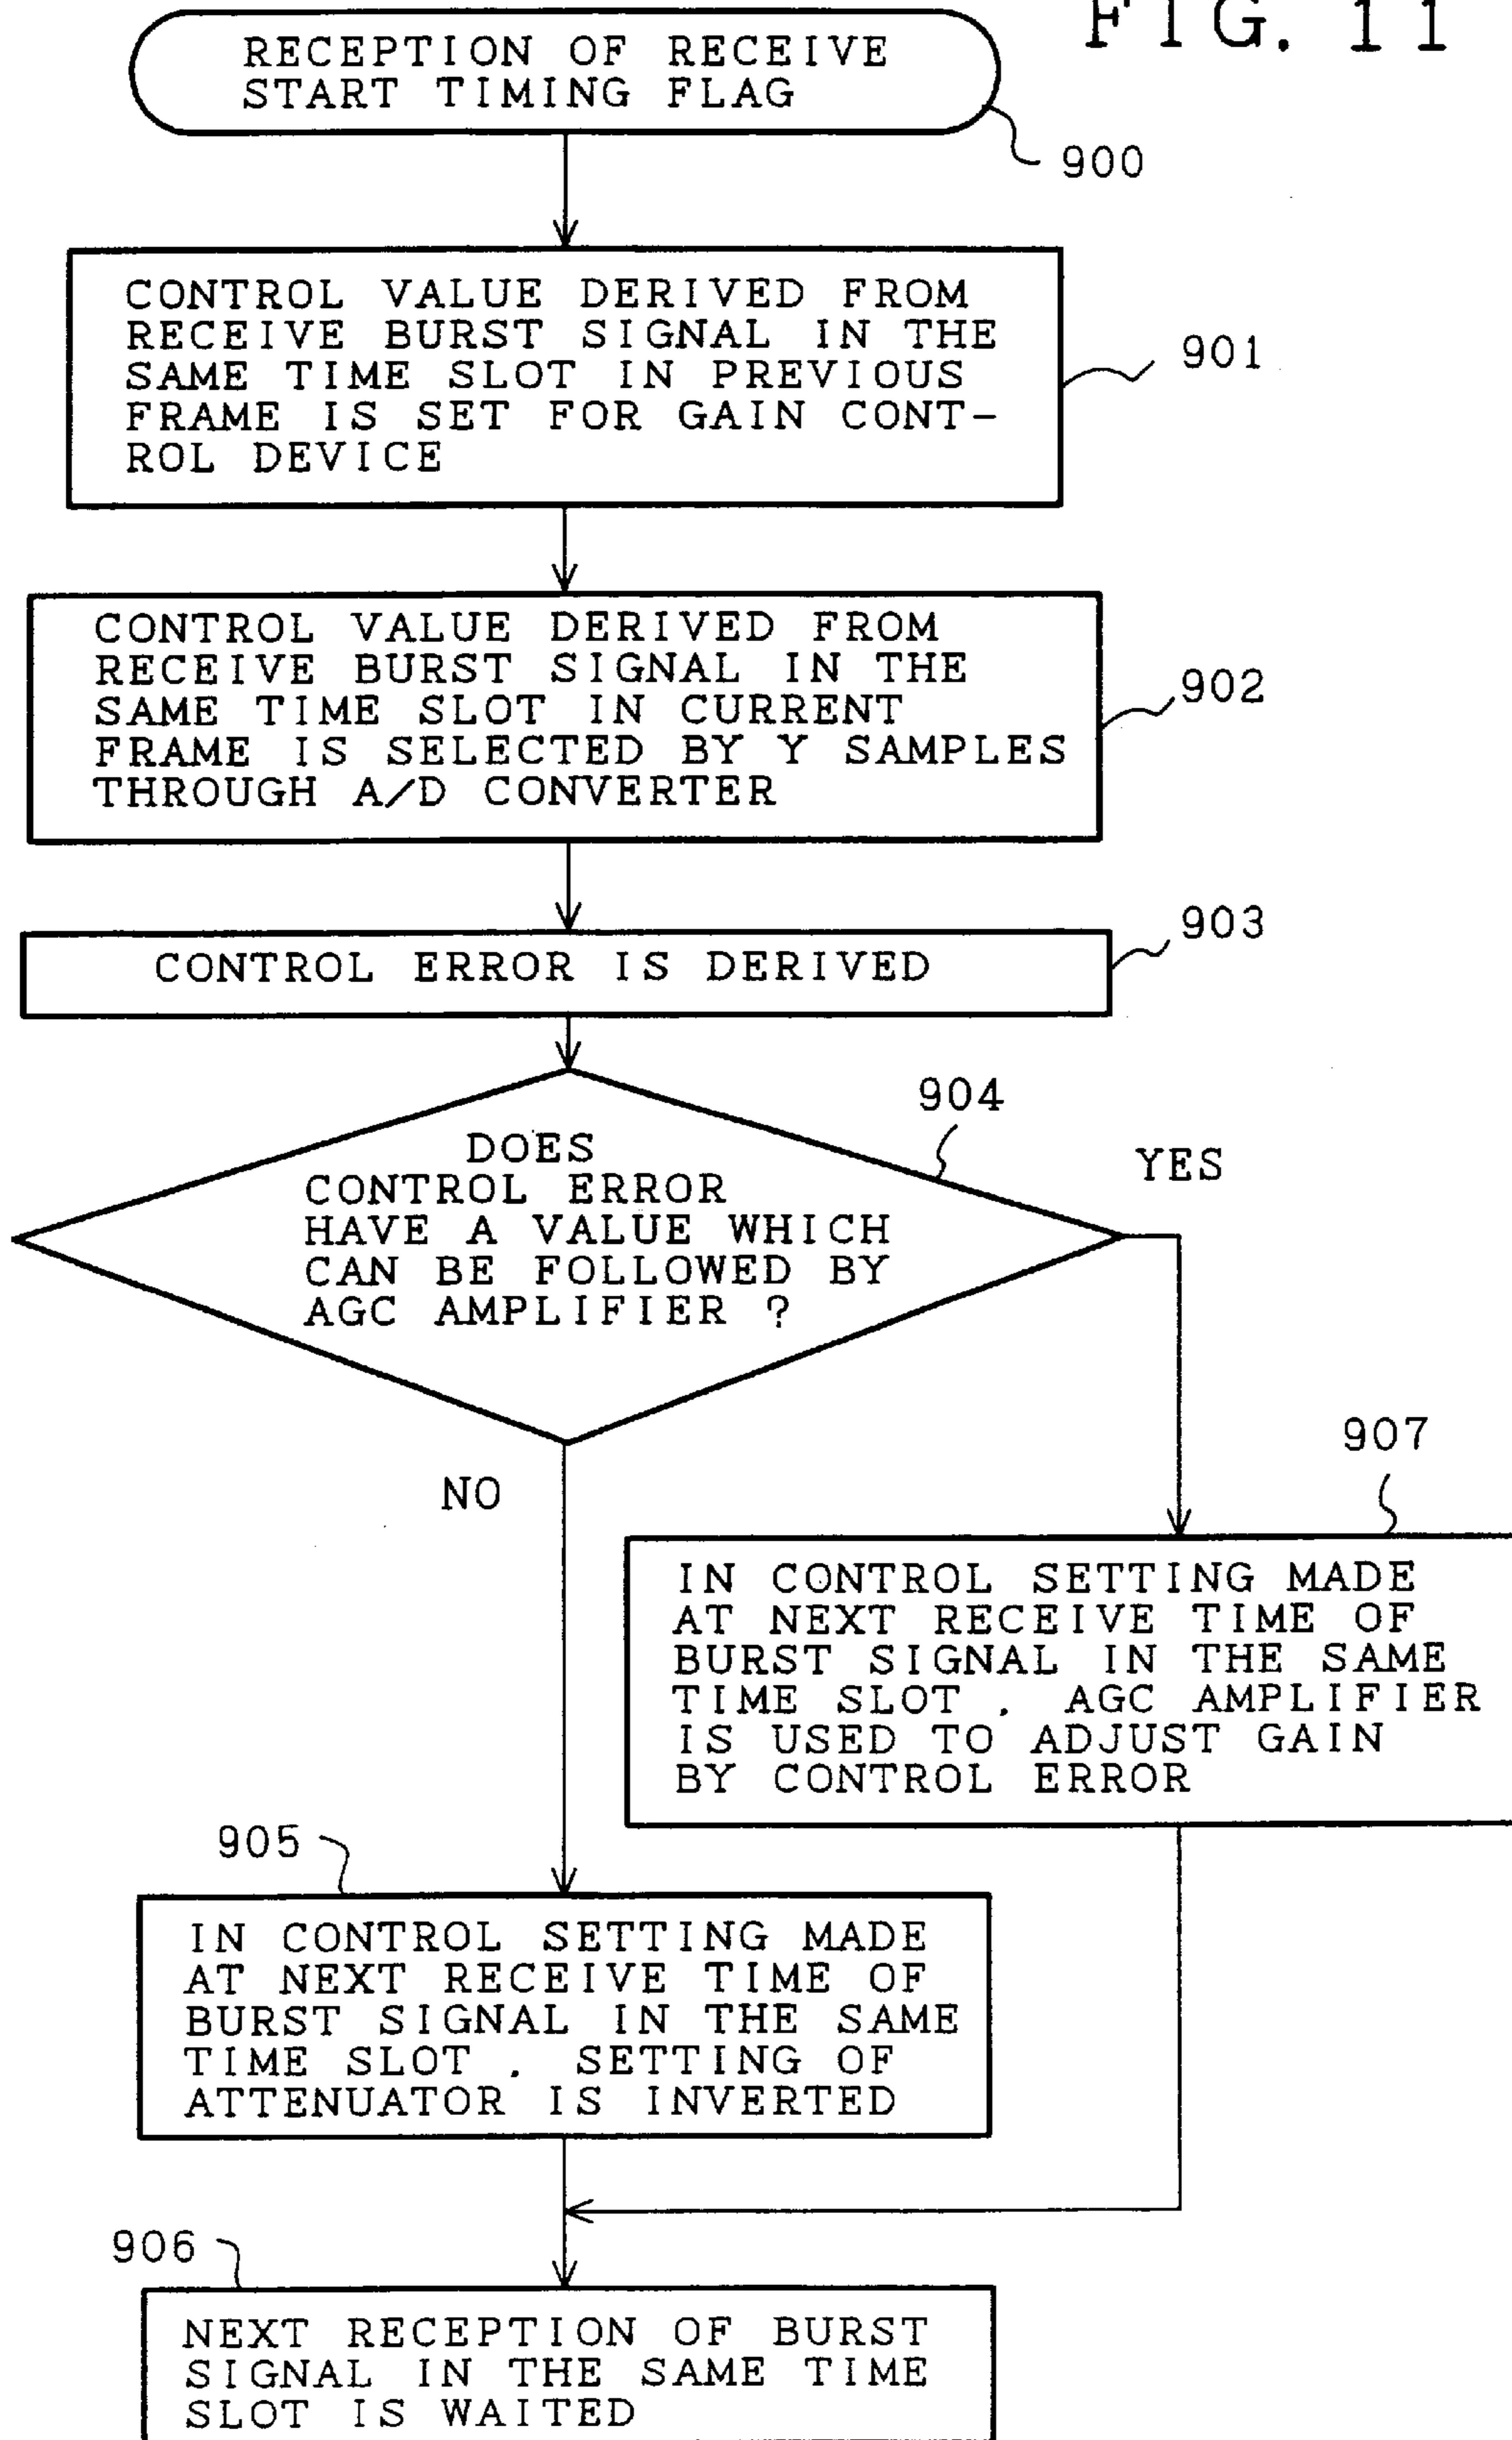 FIG. 11
RECEPTION OF RECEIVE
START TIMING FLAG
900
CONTROL VALUE DERIVED FROM
RECEIVE BURST SIGNAL IN THE
SAME TIME SLOT IN PREVIOUS
FRAME IS SET FOR GAIN CONT-
ROL DEVICE
901
CONTROL VALUE DERIVED FROM
RECEIVE BURST SIGNAL IN THE
SAME TIME SLOT IN CURRENT
FRAME IS SELECTED BY Y SAMPLES
THROUGH A/D CONVERTER
902
CONTROL ERROR IS DERIVED
903
904
DOES
CONTROL ERROR
HAVE A VALUE WHICH
CAN BE FOLLOWED BY
AGC AMPLIFIER ?
YES
NO
907
IN CONTROL SETTING MADE
AT NEXT RECEIVE TIME OF
BURST SIGNAL IN THE SAME
TIME SLOT , AGC AMPLIFIER
IS USED TO ADJUST GAIN
BY CONTROL ERROR
905
IN CONTROL SETTING MADE
AT NEXT RECEIVE TIME OF
BURST SIGNAL IN THE SAME
TIME SLOT , SETTING OF
ATTENUATOR IS INVERTED
906
NEXT RECEPTION OF BURST
SIGNAL IN THE SAME TIME
SLOT IS WAITED